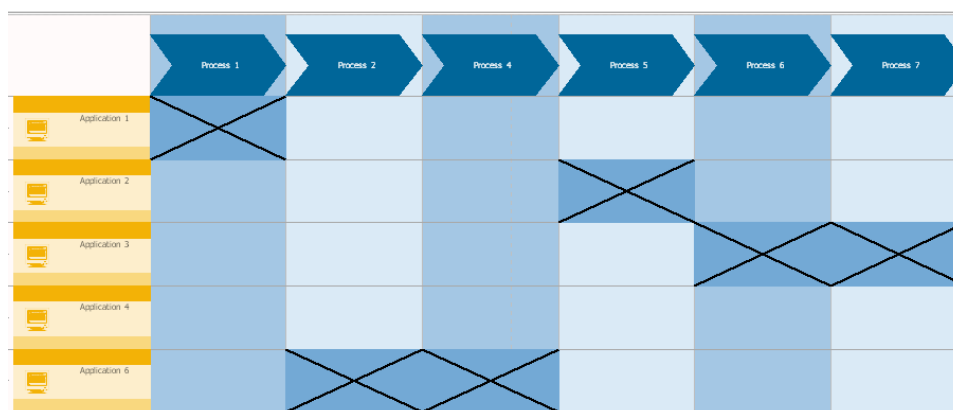 Process 1
Process 2
Process 4
Process 5
Process 6
Process 7
Application 1
Application 2
Application 3
Application 4
Application 6